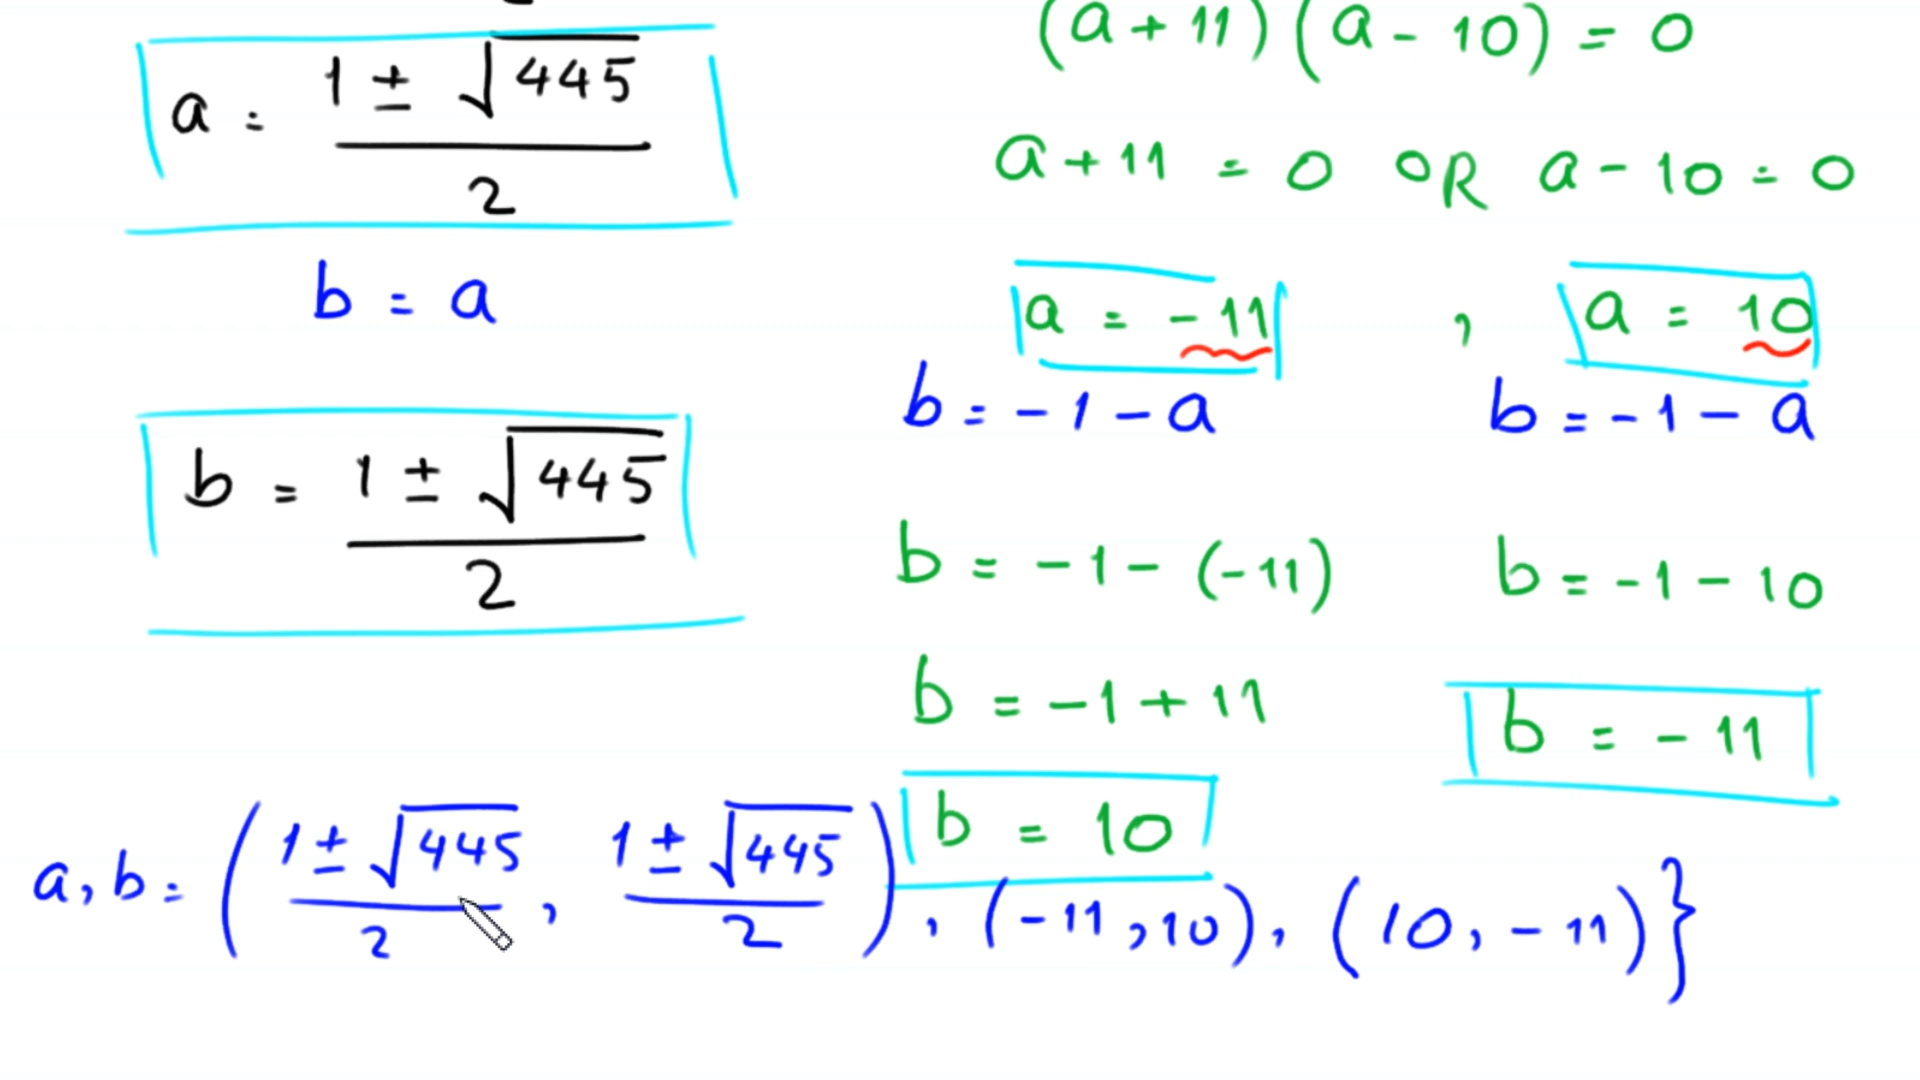 a = (1 ± √445)/2
b = a
b = (1 ± √445)/2
(a + 11)(a - 10) = 0
a + 11 = 0 OR a - 10 = 0
a = -11 , a = 10
b = -1 - a b = -1 - a
b = -1 - (-11) b = -1 - 10
b = -1 + 11 b = -11
b = 10
a, b = ((1 ± √445)/2 , (1 ± √445)/2), (-11, 10), (10, -11)}